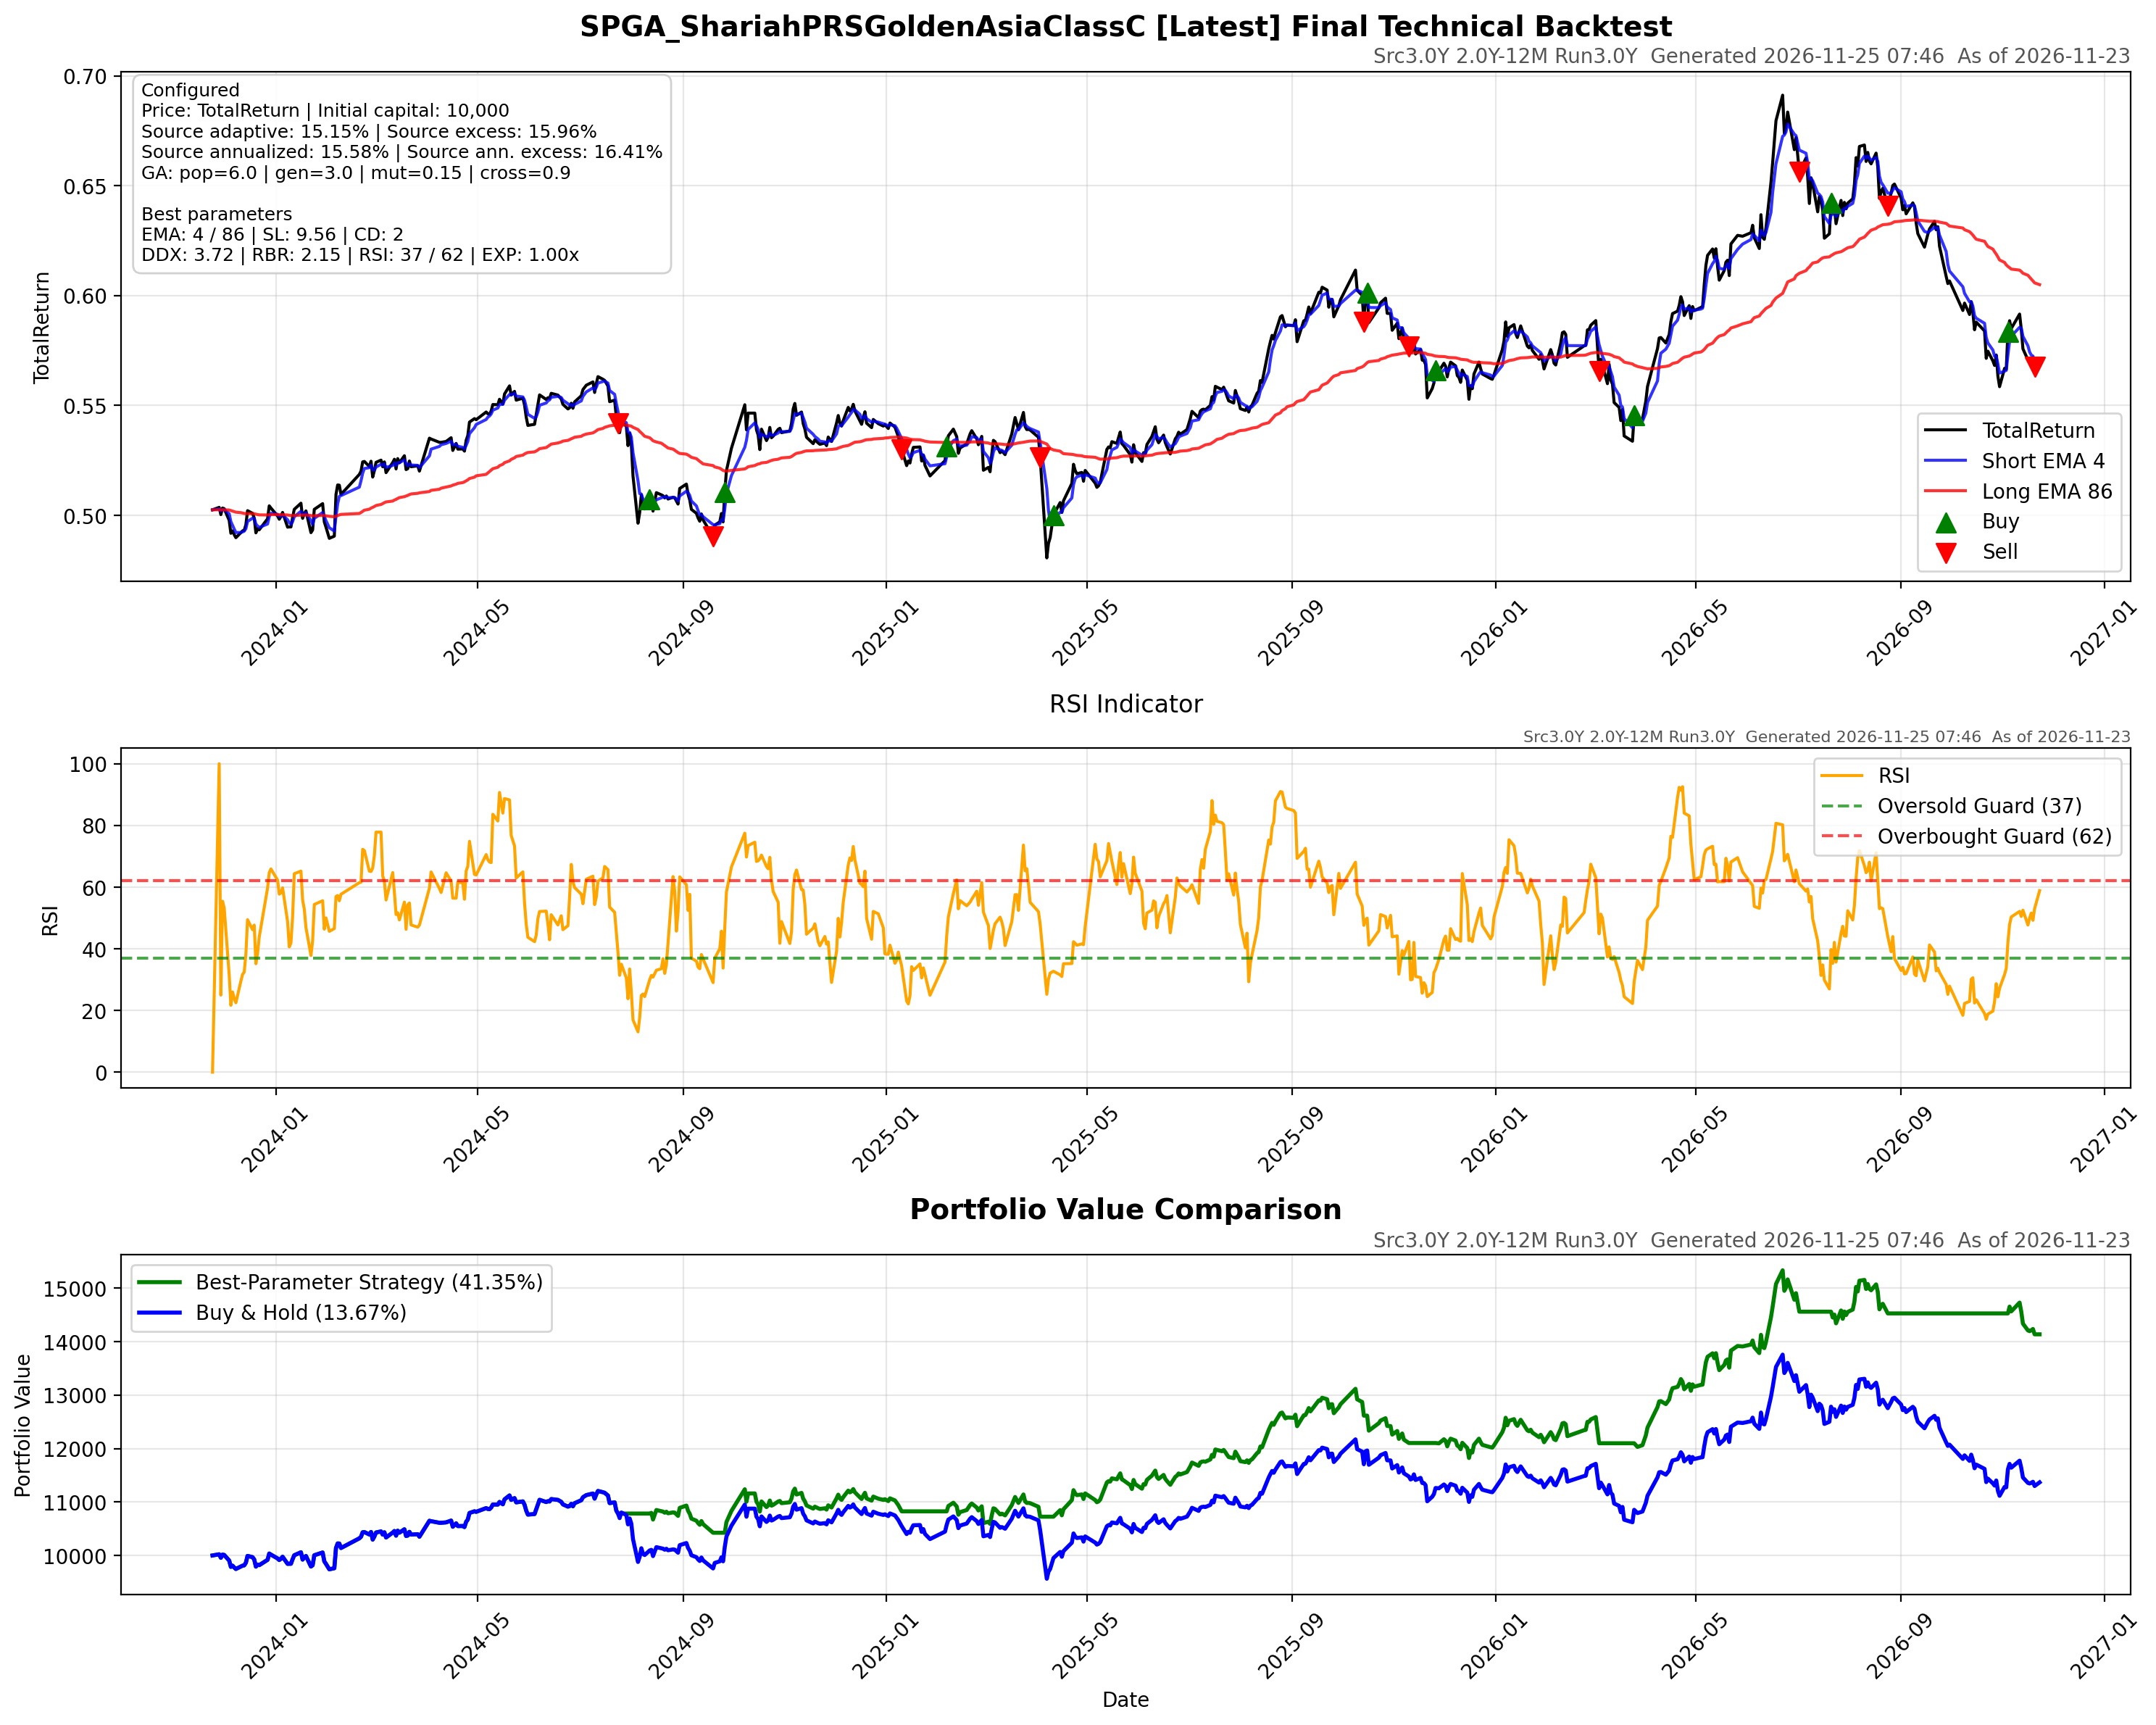 SPGA_ShariahPRSGoldenAsiaClassC [Latest] Final Technical Backtest
Src3.0Y 2.0Y-12M Run3.0Y  Generated 2026-11-25 07:46  As of 2026-11-23
Configured
Price: TotalReturn | Initial capital: 10,000
Source adaptive: 15.15% | Source excess: 15.96%
Source annualized: 15.58% | Source ann. excess: 16.41%
GA: pop=6.0 | gen=3.0 | mut=0.15 | cross=0.9
Best parameters
EMA: 4 / 86 | SL: 9.56 | CD: 2
DDX: 3.72 | RBR: 2.15 | RSI: 37 / 62 | EXP: 1.00x
TotalReturn
0.70
0.65
0.60
0.55
0.50
TotalReturn
Short EMA 4
Long EMA 86
Buy
Sell
2024-01
2024-05
2024-09
2025-01
2025-05
2025-09
2026-01
2026-05
2026-09
2027-01
RSI Indicator
Src3.0Y 2.0Y-12M Run3.0Y  Generated 2026-11-25 07:46  As of 2026-11-23
RSI
100
80
60
40
20
0
RSI
Oversold Guard (37)
Overbought Guard (62)
2024-01
2024-05
2024-09
2025-01
2025-05
2025-09
2026-01
2026-05
2026-09
2027-01
Portfolio Value Comparison
Src3.0Y 2.0Y-12M Run3.0Y  Generated 2026-11-25 07:46  As of 2026-11-23
Best-Parameter Strategy (41.35%)
Buy & Hold (13.67%)
Portfolio Value
15000
14000
13000
12000
11000
10000
2024-01
2024-05
2024-09
2025-01
2025-05
2025-09
2026-01
2026-05
2026-09
2027-01
Date